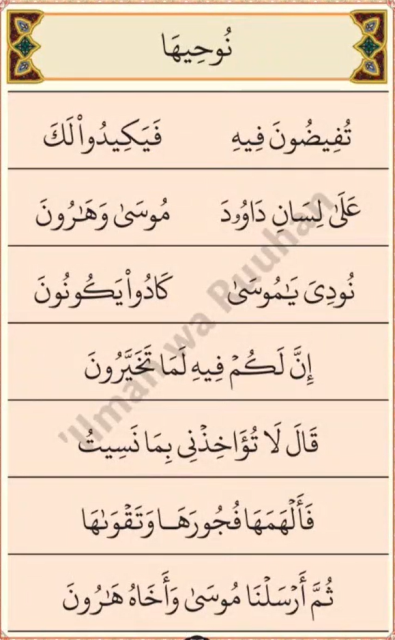 نُوحِيهَا
تُفِيضُونَ فِيهِ فَيَكِيدُوا۟ لَكَ
عَلَىٰ لِسَانِ دَاوُۥدَ مُوسَىٰ وَهَٰرُونَ
نُودِىَ يَٰمُوسَىٰ كَادُوا۟ يَكُونُونَ
إِنَّ لَكُمْ فِيهِ لَمَا تَخَيَّرُونَ
قَالَ لَا تُؤَاخِذْنِى بِمَا نَسِيتُ
فَأَلْهَمَهَا فُجُورَهَا وَتَقْوَىٰهَا
ثُمَّ أَرْسَلْنَا مُوسَىٰ وَأَخَاهُ هَٰرُونَ
'Ilman wa Ruuhan